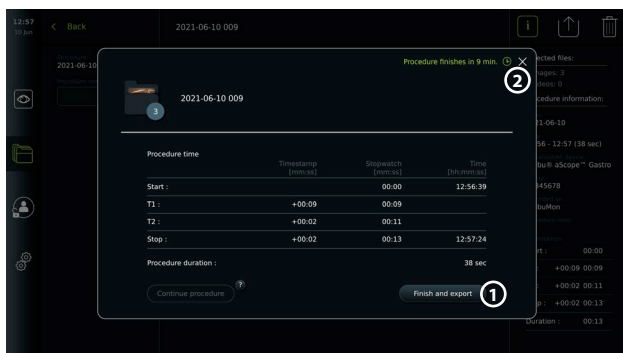 12:57
10 Jun
Back
2021-06-10 009
i
Procedure finishes in 9 min.
2
2021-06-10
3
2021-06-10 009
Procedure time
Timestamp [mm:ss]
Stopwatch [mm:ss]
Time [hh:mm:ss]
Start : 00:00 12:56:39
T1 : +00:09 00:09
T2 : +00:02 00:11
Stop : +00:02 00:13 12:57:24
Procedure duration : 38 sec
Continue procedure
?
Finish and export
1
ected files:
ages: 3
deos: 0
cedure information:
21-06-10
56 - 12:57 (38 sec)
bu® aScope™ Gastro
345678
buMon
rt : 00:00
: +00:09 00:09
: +00:02 00:11
p : +00:02 00:13
Duration : 00:13